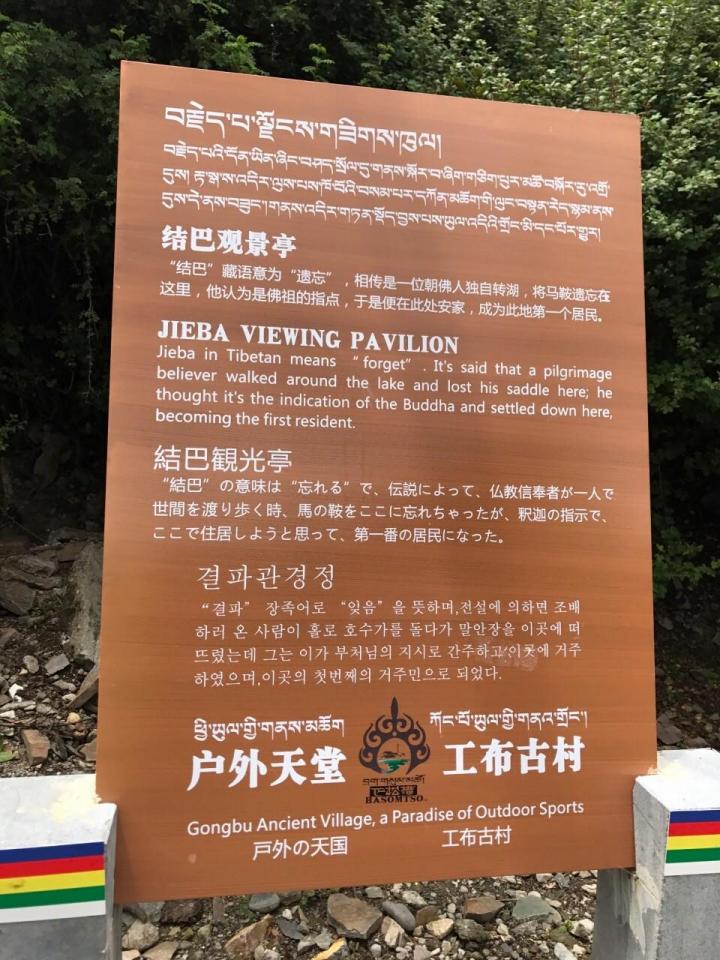 བརྗེད་པ་ལྗོངས་གཟིགས་ཁུལ།
结巴观景亭
“结巴”藏语意为“遗忘”，相传是一位朝佛人独自转湖，将马鞍遗忘在
这里，他认为是佛祖的指点，于是便在此处安家，成为此地第一个居民。
JIEBA VIEWING PAVILION
Jieba in Tibetan means “forget”. It's said that a pilgrimage
believer walked around the lake and lost his saddle here; he
thought it's the indication of the Buddha and settled down here,
becoming the first resident.
結巴観光亭
“結巴”の意味は“忘れる”で、伝説によって、仏教信奉者が一人で
世間を渡り歩く時、馬の鞍をここに忘れちゃったが、釈迦の指示で、
ここで住居しようと思って、第一番の居民になった。
결파관경정
“결파” 장족어로 “잊음”을 뜻하며,전설에 의하면 조배
하러 온 사람이 홀로 호수가를 돌다가 말안장을 이곳에 떠
뜨렸는데 그는 이가 부처님의 지시로 간주하고 이곳에 거주
하였으며,이곳의 첫번째의 거주민으로 되었다.
ཕྱི་ཡུལ་གྱི་གནས་མཆོག
ཀོང་པོ་ཡུལ་གྱི་གནའ་གྲོང་།
户外天堂
工布古村
巴松措
BASOMTSO
Gongbu Ancient Village, a Paradise of Outdoor Sports
戸外の天国
工布古村